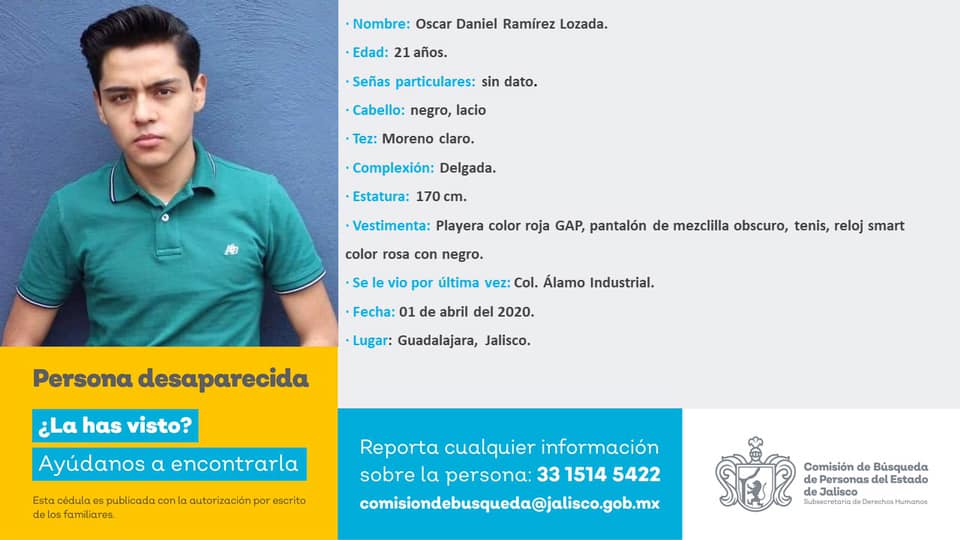 · Nombre: Oscar Daniel Ramírez Lozada.
· Edad: 21 años.
· Señas particulares: sin dato.
· Cabello: negro, lacio
· Tez: Moreno claro.
· Complexión: Delgada.
· Estatura: 170 cm.
· Vestimenta: Playera color roja GAP, pantalón de mezclilla obscuro, tenis, reloj smart
color rosa con negro.
· Se le vio por última vez: Col. Álamo Industrial.
· Fecha: 01 de abril del 2020.
· Lugar: Guadalajara, Jalisco.
Persona desaparecida
¿La has visto?
Ayúdanos a encontrarla
Esta cédula es publicada con la autorización por escrito
de los familiares.
Reporta cualquier información
sobre la persona: 33 1514 5422
comisiondebusqueda@jalisco.gob.mx
Comisión de Búsqueda
de Personas del Estado
de Jalisco
Subsecretaría de Derechos Humanos